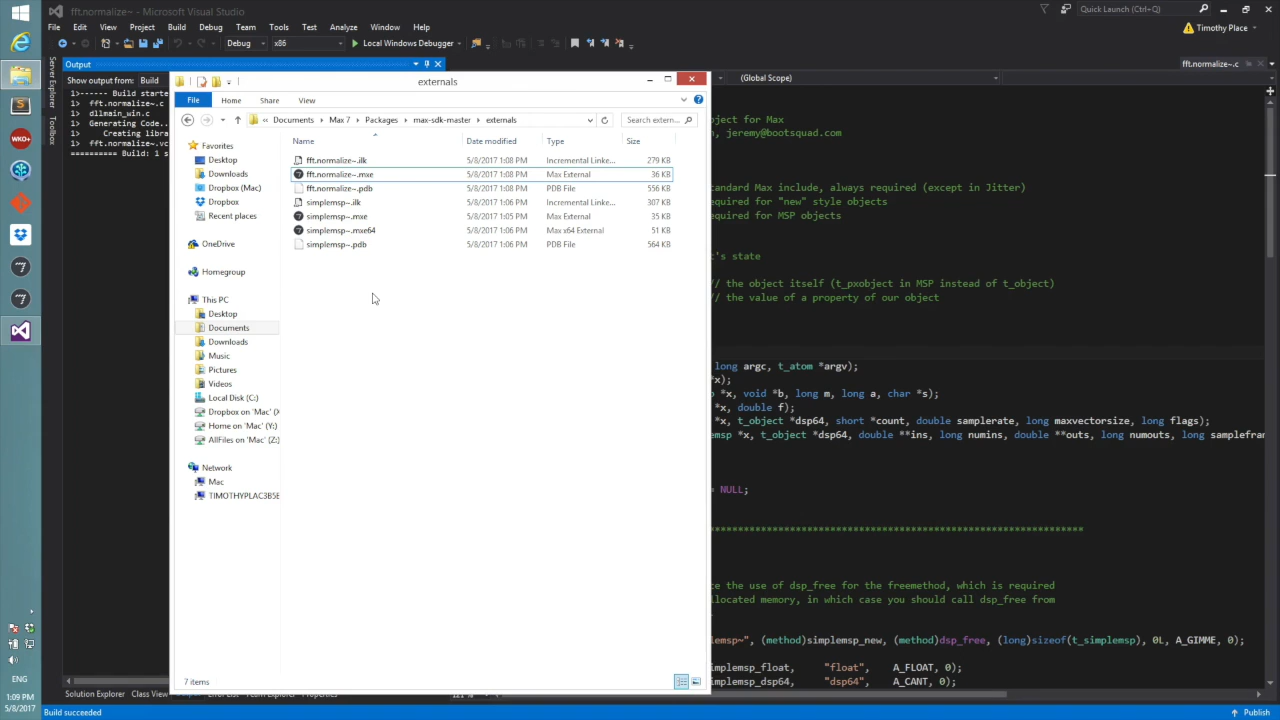 fft.normalize~ - Microsoft Visual Studio
Quick Launch (Ctrl+Q)
File Edit View Project Build Debug Team Tools Test Analyze Window Help
Timothy Place
Debug x86 Local Windows Debugger
Output
fft.normalize~.c
Show output from: Build
(Global Scope)
Server Explorer
Toolbox
1>------ Build starte
1> fft.normalize~.c
1> dllmain_win.c
1> Generating Code...
1> Creating libra
1> fft.normalize~.vc
========== Build: 1 s
externals
File Home Share View
« Documents Max 7 Packages max-sdk-master externals
Search extern...
Name Date modified Type Size
Favorites
Desktop
Downloads
Dropbox (Mac)
Dropbox
Recent places
OneDrive
Homegroup
This PC
Desktop
Documents
Downloads
Music
Pictures
Videos
Local Disk (C:)
Dropbox on 'Mac' (X
Home on 'Mac' (Y:)
AllFiles on 'Mac' (Z:)
Network
Mac
TIMOTHYPLAC3B5E
fft.normalize~.ilk 5/8/2017 1:08 PM Incremental Linke... 279 KB
fft.normalize~.mxe 5/8/2017 1:08 PM Max External 36 KB
fft.normalize~.pdb 5/8/2017 1:08 PM PDB File 556 KB
simplemsp~.ilk 5/8/2017 1:06 PM Incremental Linke... 307 KB
simplemsp~.mxe 5/8/2017 1:05 PM Max External 35 KB
simplemsp~.mxe64 5/8/2017 1:06 PM Max x64 External 51 KB
simplemsp~.pdb 5/8/2017 1:06 PM PDB File 564 KB
7 items
bject for Max
n, jeremy@bootsquad.com
tandard Max include, always required (except in Jitter)
equired for "new" style objects
equired for MSP objects
t's state
// the object itself (t_pxobject in MSP instead of t_object)
// the value of a property of our object
long argc, t_atom *argv);
*x);
p *x, void *b, long m, long a, char *s);
*x, double f);
*x, t_object *dsp64, short *count, double samplerate, long maxvectorsize, long flags);
emsp *x, t_object *dsp64, double **ins, long numins, double **outs, long numouts, long samplefram
= NULL;
******************************************************************
ce the use of dsp_free for the freemethod, which is required
llocated memory, in which case you should call dsp_free from
lemsp~", (method)simplemsp_new, (method)dsp_free, (long)sizeof(t_simplemsp), 0L, A_GIMME, 0);
implemsp_float, "float", A_FLOAT, 0);
implemsp_dsp64, "dsp64", A_CANT, 0);
Solution Explorer Class View
ENG
1:09 PM
5/8/2017
Build succeeded
Publish